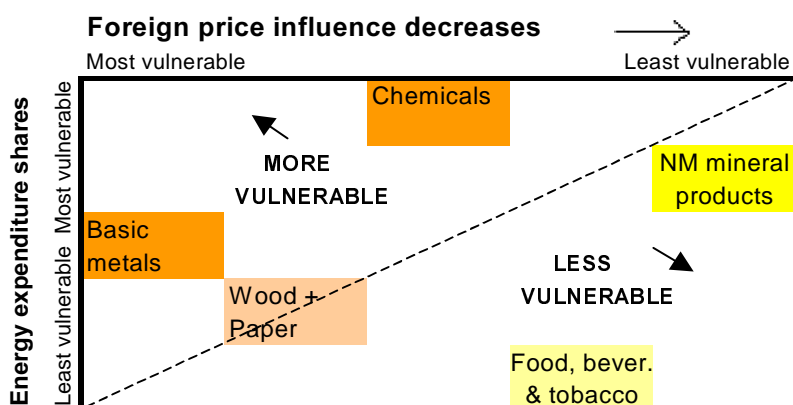 Foreign price influence decreases
Most vulnerable
Least vulnerable
Energy expenditure shares
Most vulnerable
Least vulnerable
Chemicals
MORE
VULNERABLE
NM mineral
products
Basic
metals
LESS
VULNERABLE
Wood +
Paper
Food, bever.
& tobacco